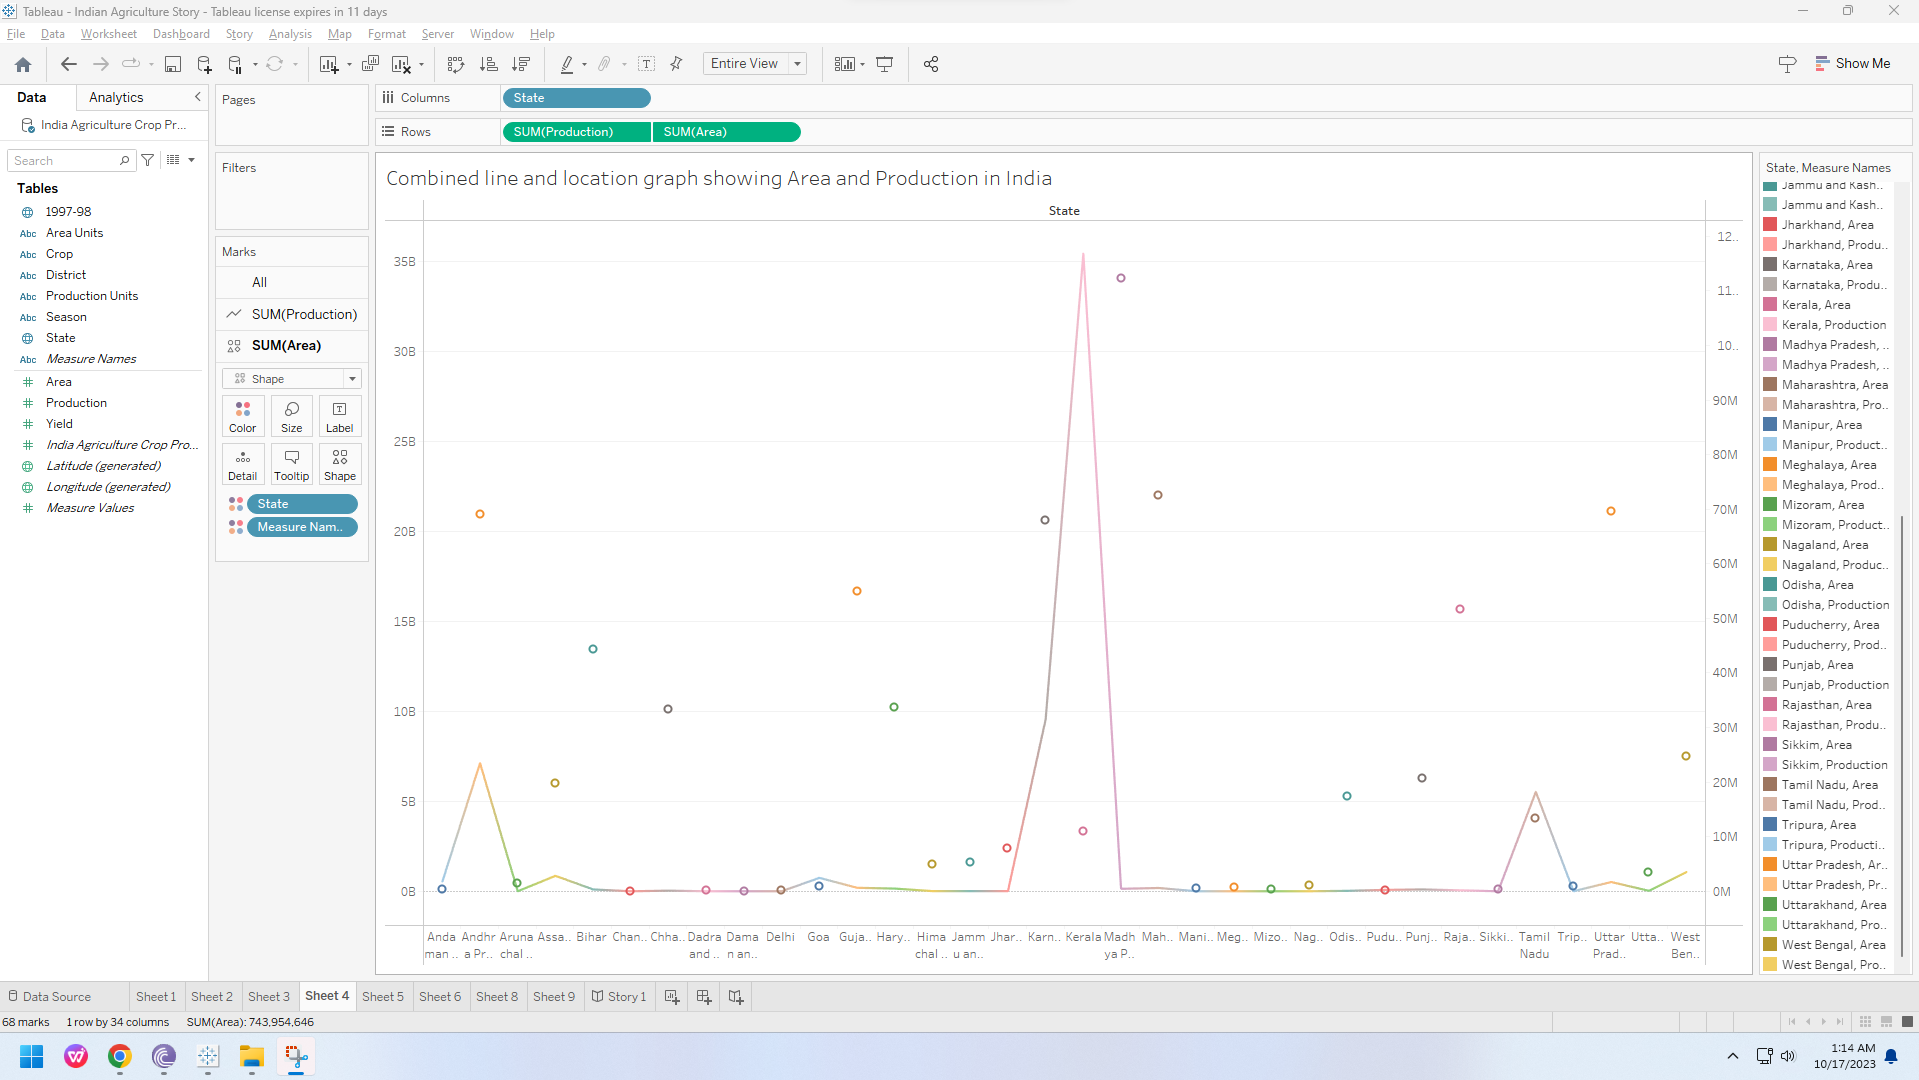 Tableau - Indian Agriculture Story - Tableau license expires in 11 days
File Data Worksheet Dashboard Story Analysis Map Format Server Window Help
Entire View
Show Me
Data Analytics
India Agriculture Crop Pr...
Search
Tables
1997-98
Abc Area Units
Abc Crop
Abc District
Abc Production Units
Abc Season
State
Abc Measure Names
Area
Production
Yield
India Agriculture Crop Pro...
Latitude (generated)
Longitude (generated)
Measure Values
Pages
Filters
Marks
All
SUM(Production)
SUM(Area)
Shape
Color Size Label
Detail Tooltip Shape
State
Measure Nam..
Columns State
Rows SUM(Production) SUM(Area)
Combined line and location graph showing Area and Production in India
State
35B
30B
25B
20B
15B
10B
5B
0B
12..
11..
10..
90M
80M
70M
60M
50M
40M
30M
20M
10M
0M
Anda Andhr Aruna Assa.. Bihar Chan.. Chha.. Dadra Dama Delhi Goa Guja.. Hary.. Hima Jamm Jhar.. Karn.. Kerala Madh Mah.. Mani.. Meg.. Mizo.. Nag.. Odis.. Pudu.. Punj.. Raja.. Sikki.. Tamil Trip.. Uttar Utta.. West
man .. a Pr.. chal .. and .. n an.. chal .. u an.. ya P.. Nadu Prad.. Ben..
State, Measure Names
Jammu and Kash..
Jammu and Kash..
Jharkhand, Area
Jharkhand, Produ..
Karnataka, Area
Karnataka, Produ..
Kerala, Area
Kerala, Production
Madhya Pradesh, ..
Madhya Pradesh, ..
Maharashtra, Area
Maharashtra, Pro..
Manipur, Area
Manipur, Product..
Meghalaya, Area
Meghalaya, Prod..
Mizoram, Area
Mizoram, Product..
Nagaland, Area
Nagaland, Produc..
Odisha, Area
Odisha, Production
Puducherry, Area
Puducherry, Prod..
Punjab, Area
Punjab, Production
Rajasthan, Area
Rajasthan, Produ..
Sikkim, Area
Sikkim, Production
Tamil Nadu, Area
Tamil Nadu, Prod..
Tripura, Area
Tripura, Producti..
Uttar Pradesh, Ar..
Uttar Pradesh, Pr..
Uttarakhand, Area
Uttarakhand, Pro..
West Bengal, Area
West Bengal, Pro..
Data Source Sheet 1 Sheet 2 Sheet 3 Sheet 4 Sheet 5 Sheet 6 Sheet 8 Sheet 9 Story 1
68 marks 1 row by 34 columns SUM(Area): 743,954,646
1:14 AM
10/17/2023